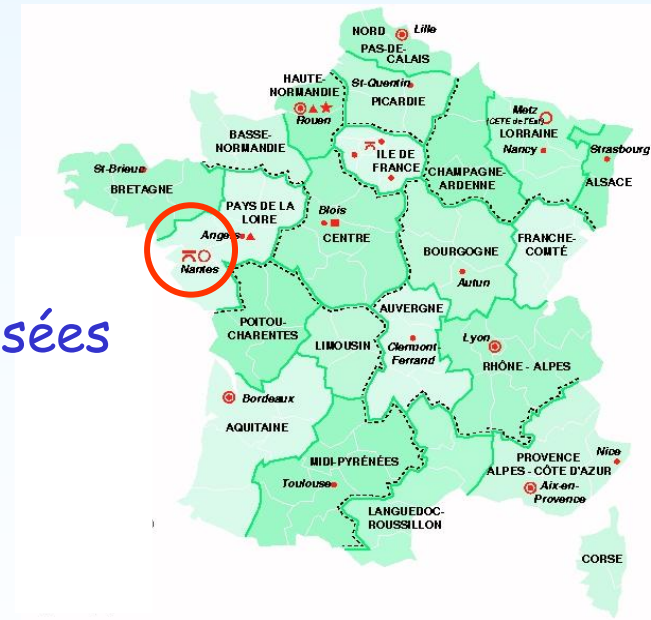 NORD
Lille
PAS-DE-
CALAIS
HAUTE-
NORMANDIE
St-Quentin
PICARDIE
Rouen
Metz
(CETE de l'Est)
LORRAINE
Nancy
Strasbourg
ALSACE
BASSE-
NORMANDIE
ILE DE
FRANCE
CHAMPAGNE-
ARDENNE
St-Brieuc
BRETAGNE
PAYS DE LA
LOIRE
Angers
Nantes
Blois
CENTRE
BOURGOGNE
Autun
FRANCHE-
COMTÉ
sées
POITOU-
CHARENTES
LIMOUSIN
AUVERGNE
Clermont-
Ferrand
Lyon
RHÔNE - ALPES
Bordeaux
AQUITAINE
MIDI-PYRÉNÉES
Toulouse
LANGUEDOC-
ROUSSILLON
PROVENCE
ALPES - CÔTE D'AZUR
Nice
Aix-en-
Provence
CORSE